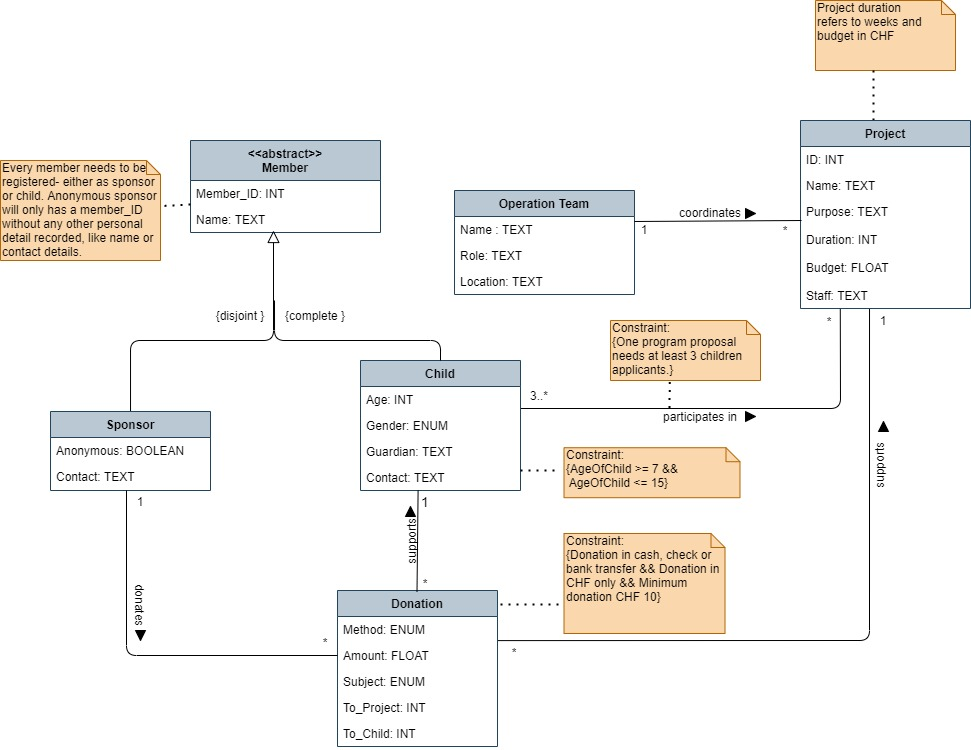 Project duration
refers to weeks and
budget in CHF
Project
ID: INT
Name: TEXT
Purpose: TEXT
Duration: INT
Budget: FLOAT
Staff: TEXT
<<abstract>>
Member
Member_ID: INT
Name: TEXT
Every member needs to be
registered- either as sponsor
or child. Anonymous sponsor
will only has a member_ID
without any other personal
detail recorded, like name or
contact details.
Operation Team
Name : TEXT
Role: TEXT
Location: TEXT
coordinates
1
*
{disjoint }
{complete }
Constraint:
{One program proposal
needs at least 3 children
applicants.}
*
1
Child
Age: INT
Gender: ENUM
Guardian: TEXT
Contact: TEXT
3..*
participates in
Sponsor
Anonymous: BOOLEAN
Contact: TEXT
Constraint:
{AgeOfChild >= 7 &&
AgeOfChild <= 15}
supports
1
1
supports
*
Constraint:
{Donation in cash, check or
bank transfer && Donation in
CHF only && Minimum
donation CHF 10}
donates
*
Donation
Method: ENUM
Amount: FLOAT
Subject: ENUM
To_Project: INT
To_Child: INT
*